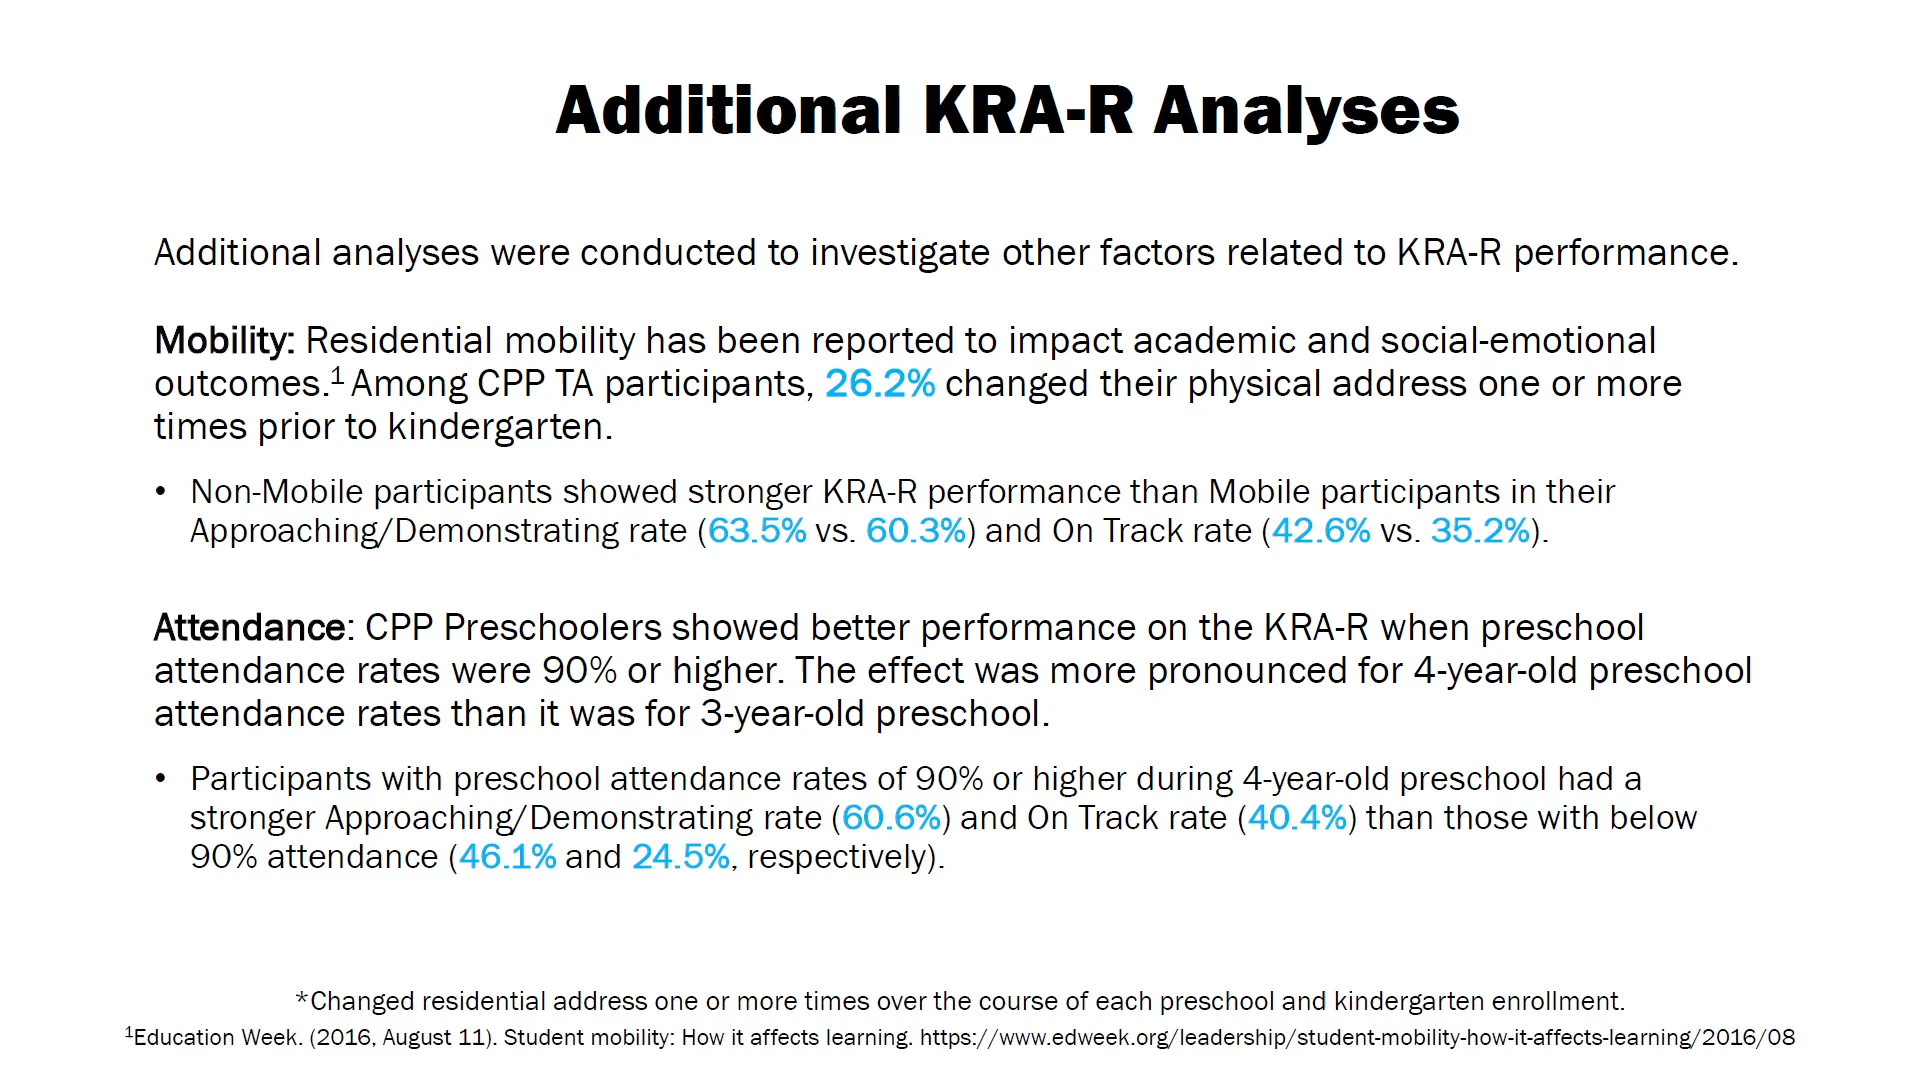 Additional KRA-R Analyses
Additional analyses were conducted to investigate other factors related to KRA-R performance.
Mobility: Residential mobility has been reported to impact academic and social-emotional
outcomes.¹ Among CPP TA participants, 26.2% changed their physical address one or more
times prior to kindergarten.
• Non-Mobile participants showed stronger KRA-R performance than Mobile participants in their
Approaching/Demonstrating rate (63.5% vs. 60.3%) and On Track rate (42.6% vs. 35.2%).
Attendance: CPP Preschoolers showed better performance on the KRA-R when preschool
attendance rates were 90% or higher. The effect was more pronounced for 4-year-old preschool
attendance rates than it was for 3-year-old preschool.
• Participants with preschool attendance rates of 90% or higher during 4-year-old preschool had a
stronger Approaching/Demonstrating rate (60.6%) and On Track rate (40.4%) than those with below
90% attendance (46.1% and 24.5%, respectively).
*Changed residential address one or more times over the course of each preschool and kindergarten enrollment.
¹Education Week. (2016, August 11). Student mobility: How it affects learning. https://www.edweek.org/leadership/student-mobility-how-it-affects-learning/2016/08